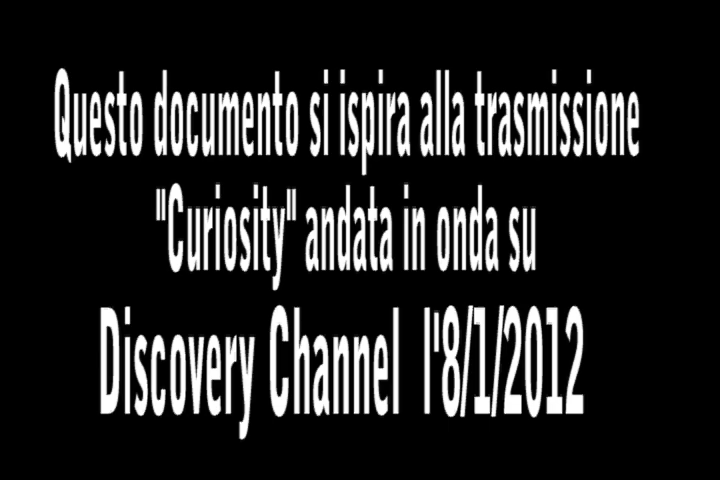 Questo documento si ispira alla trasmissione
"Curiosity" andata in onda su
Discovery Channel l'8/1/2012